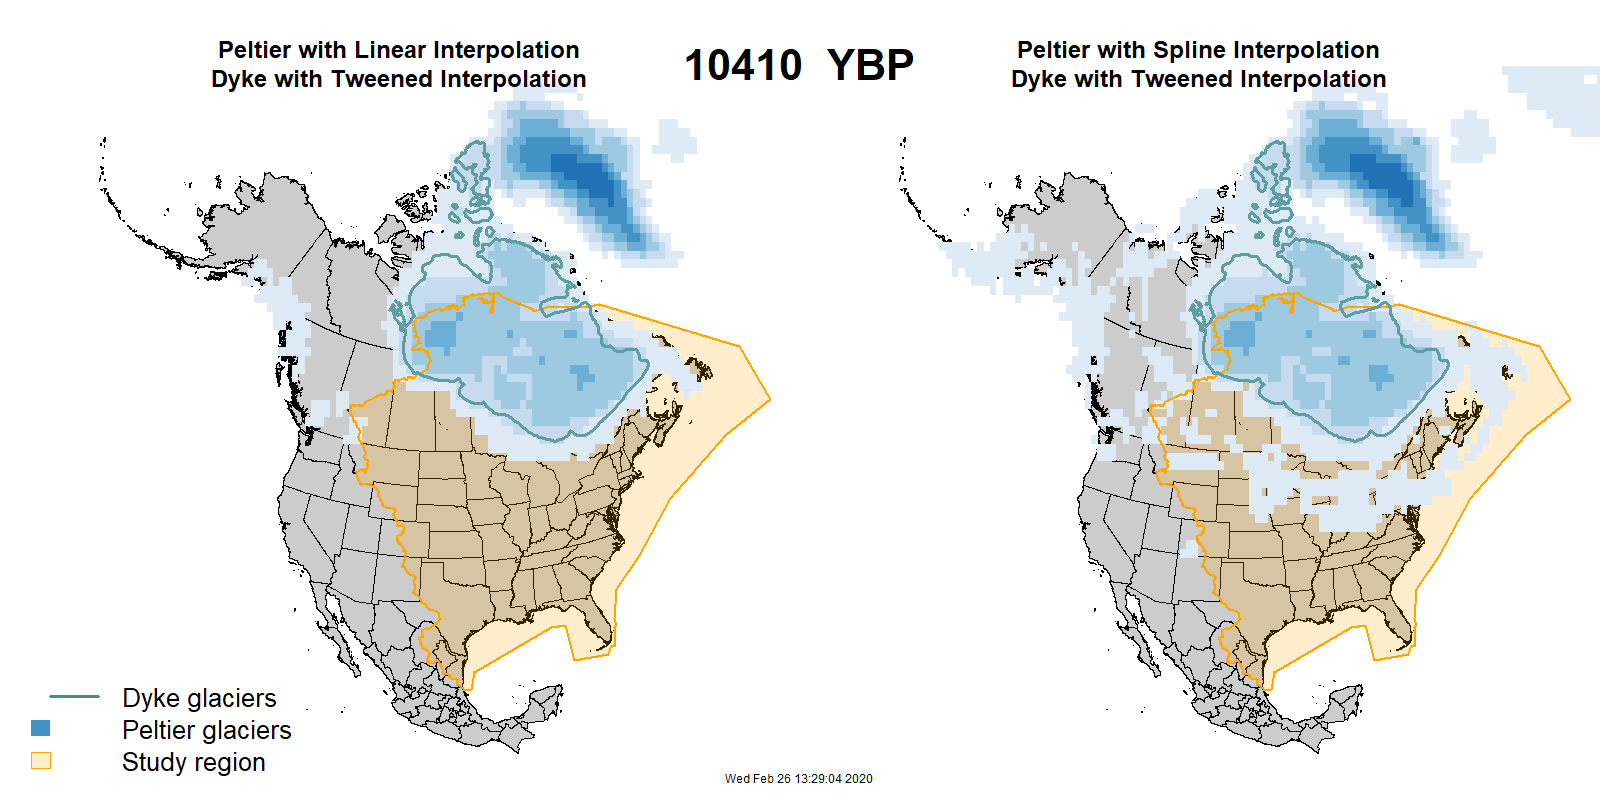 Peltier with Linear Interpolation
Dyke with Tweened Interpolation
10410 YBP
Peltier with Spline Interpolation
Dyke with Tweened Interpolation
Dyke glaciers
Peltier glaciers
Study region
Wed Feb 26 13:29:04 2020